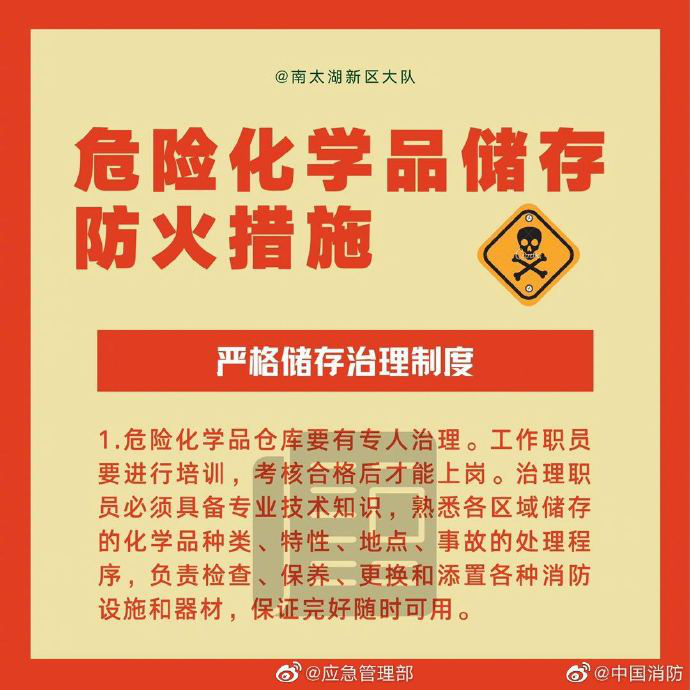 @南太湖新区大队
危险化学品储存
防火措施
严格储存治理制度
1.危险化学品仓库要有专人治理。工作职员
要进行培训，考核合格后才能上岗。治理职
员必须具备专业技术知识，熟悉各区域储存
的化学品种类、特性、地点、事故的处理程
序，负责检查、保养、更换和添置各种消防
设施和器材，保证完好随时可用。
@应急管理部
@中国消防